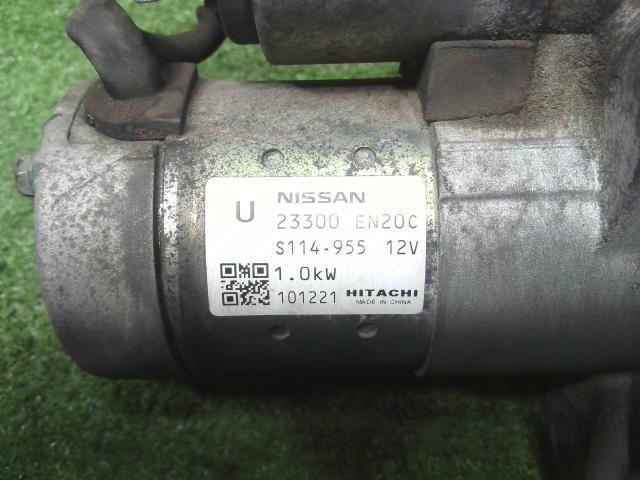 U NISSAN
23300 EN20C
S114-955 12V
1.0kW
101221 HITACHI
MADE IN CHINA